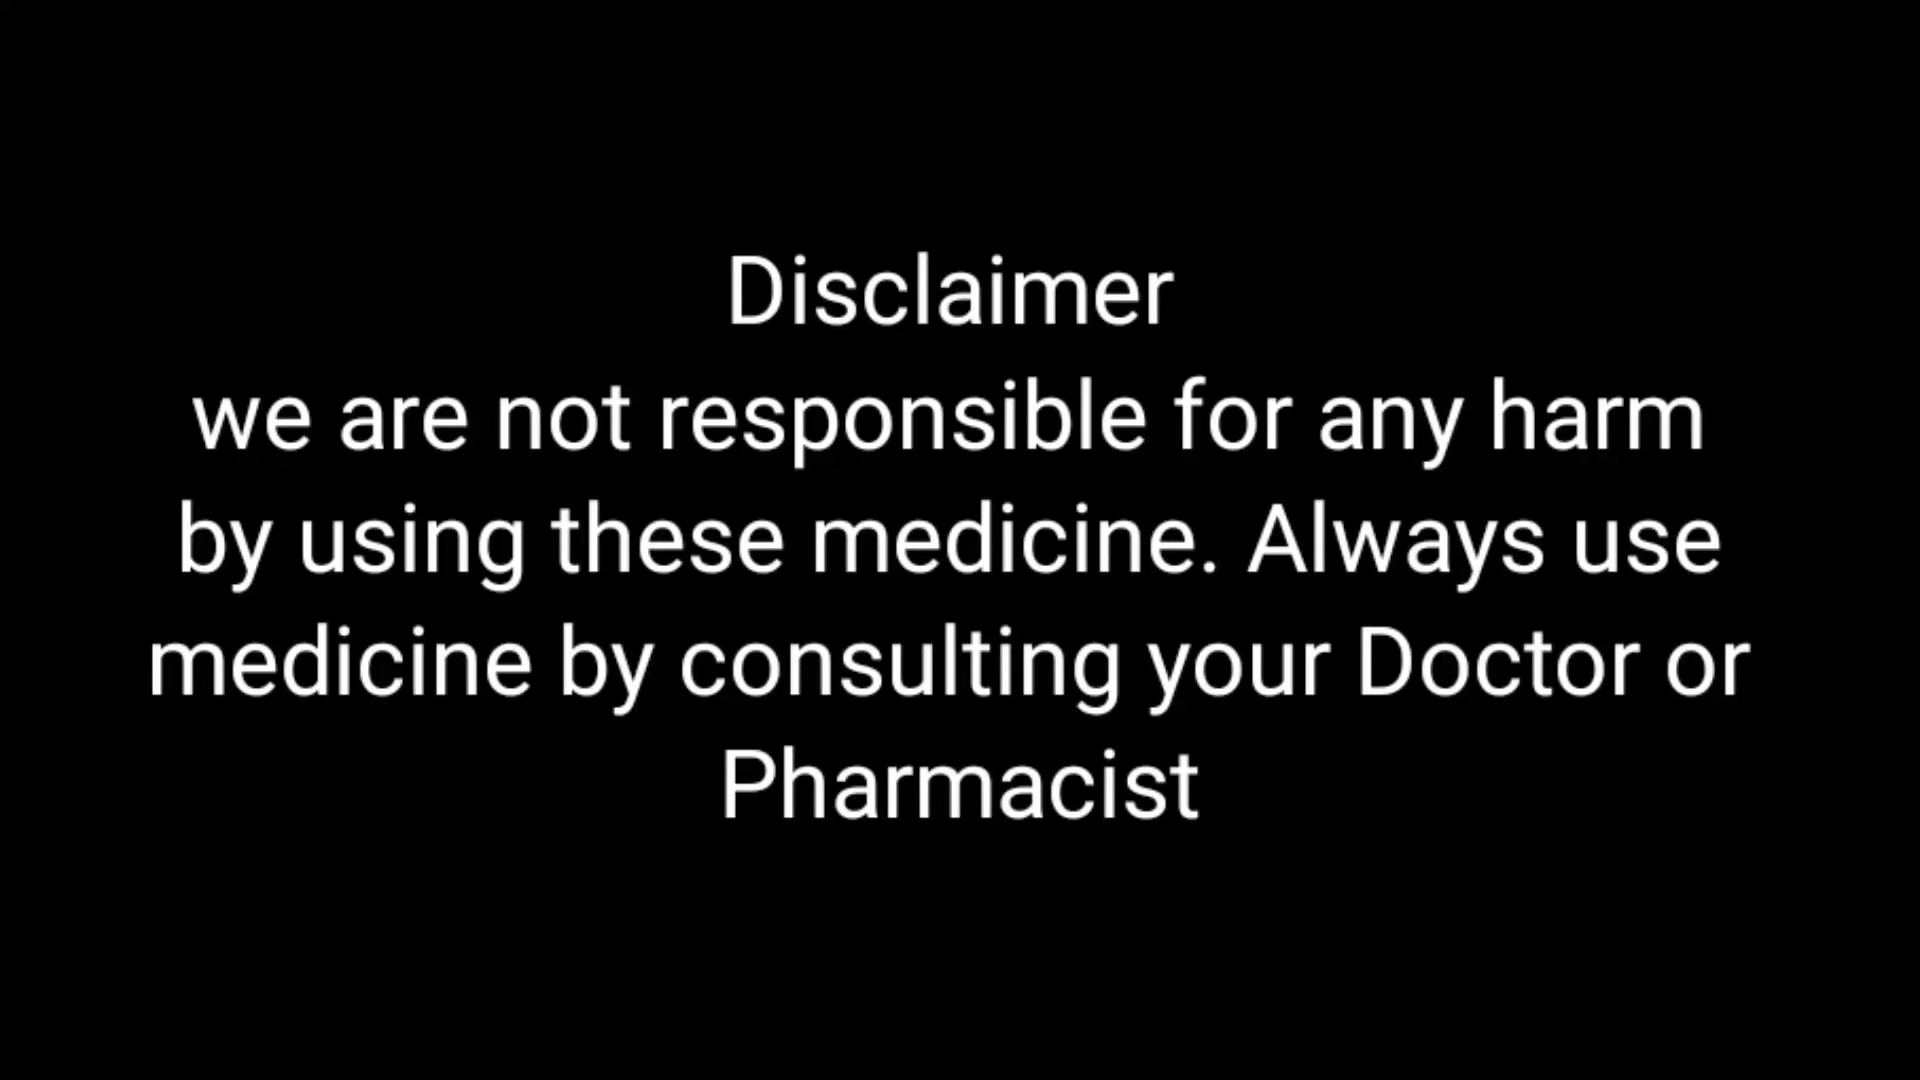 Disclaimer
we are not responsible for any harm
by using these medicine. Always use
medicine by consulting your Doctor or
Pharmacist